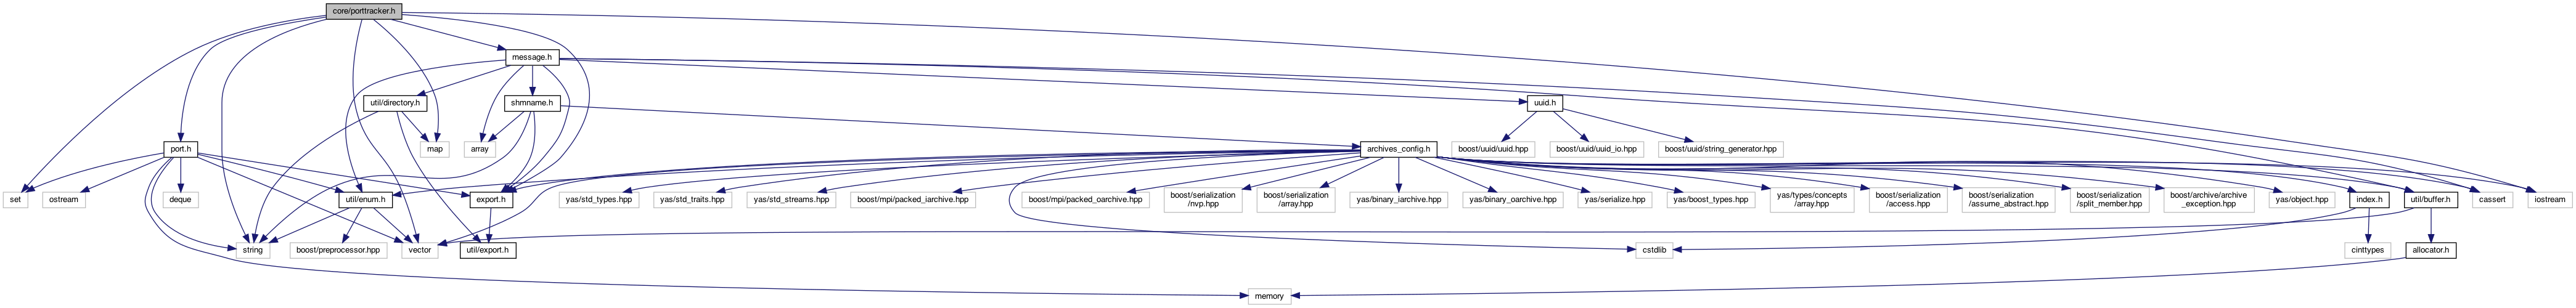 core/porttracker.h
message.h
util/directory.h
shmname.h
uuid.h
port.h
map
array
archives_config.h
boost/uuid/uuid.hpp
boost/uuid/uuid_io.hpp
boost/uuid/string_generator.hpp
set
ostream
deque
util/enum.h
export.h
yas/std_types.hpp
yas/std_traits.hpp
yas/std_streams.hpp
boost/mpi/packed_iarchive.hpp
boost/mpi/packed_oarchive.hpp
boost/serialization
/nvp.hpp
boost/serialization
/array.hpp
yas/binary_iarchive.hpp
yas/binary_oarchive.hpp
yas/serialize.hpp
yas/boost_types.hpp
yas/types/concepts
/array.hpp
boost/serialization
/access.hpp
boost/serialization
/assume_abstract.hpp
boost/serialization
/split_member.hpp
boost/archive/archive
_exception.hpp
yas/object.hpp
index.h
util/buffer.h
cassert
iostream
string
boost/preprocessor.hpp
vector
util/export.h
cstdlib
cinttypes
allocator.h
memory